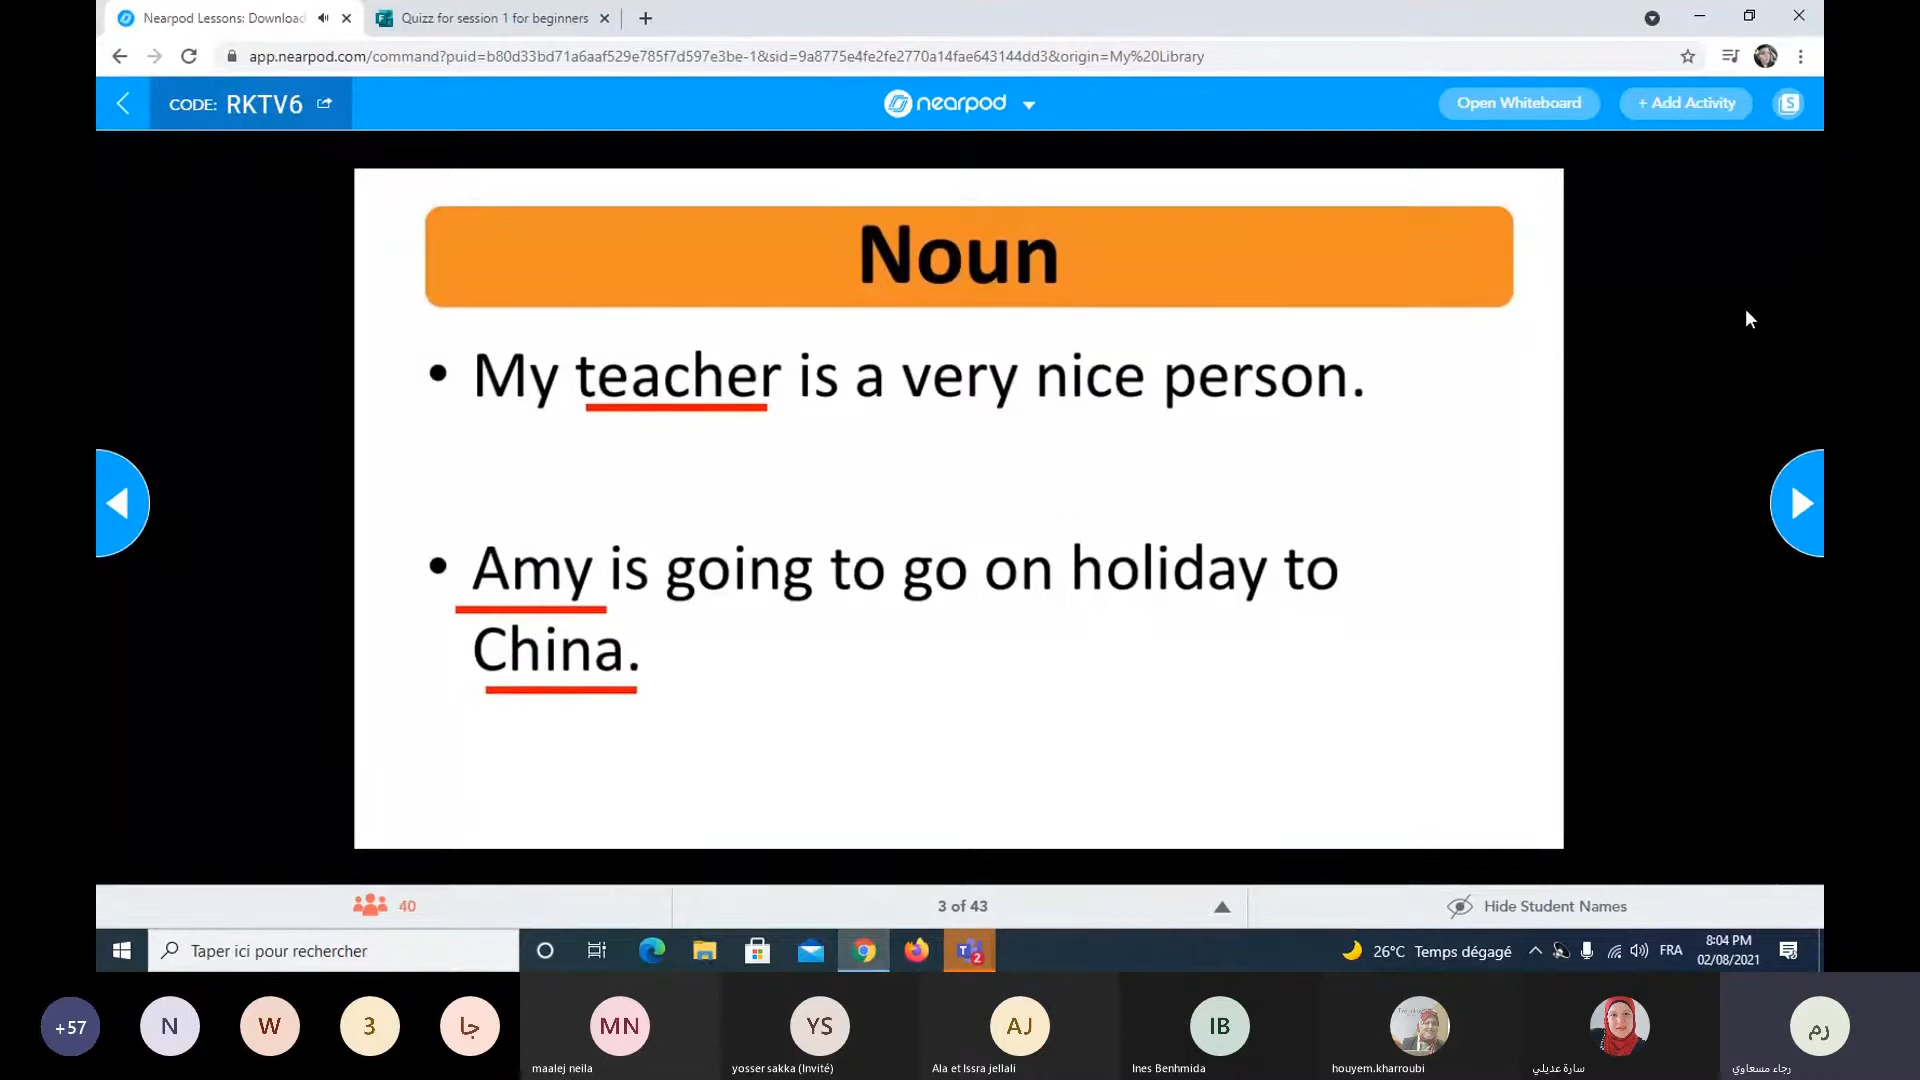 Nearpod Lessons: Download
Quizz for session 1 for beginners
app.nearpod.com/command?puid=b80d33bd71a6aaf529e785f7d597e3be-1&sid=9a8775e4fe2fe2770a14fae643144dd3&origin=My%20Library
CODE: RKTV6
nearpod
Open Whiteboard
+ Add Activity
S
Noun
• My teacher is a very nice person.
• Amy is going to go on holiday to
China.
40
3 of 43
Hide Student Names
Taper ici pour rechercher
2
26°C Temps dégagé
FRA
8:04 PM
02/08/2021
+57
N
W
3
جا
MN
YS
AJ
IB
رم
maalej neila
yosser sakka (Invité)
Ala et Issra jellali
Ines Benhmida
houyem.kharroubi
سارة عديلي
رجاء مسعاوي